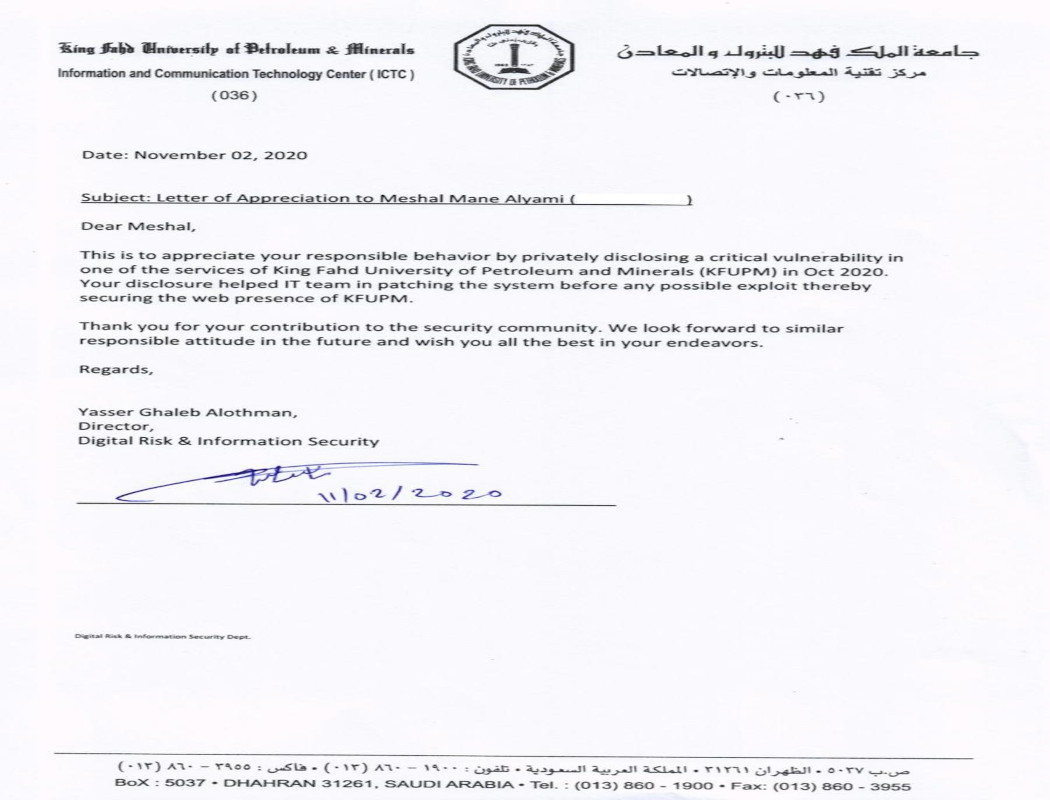 King Fahd University of Petroleum & Minerals
Information and Communication Technology Center ( ICTC )
(036)
جامعة الملك فهد للبترول و المعادن
مركز تقنية المعلومات والإتصالات
(٠٣٦)
Date: November 02, 2020
Subject: Letter of Appreciation to Meshal Mane Alyami ( )
Dear Meshal,
This is to appreciate your responsible behavior by privately disclosing a critical vulnerability in
one of the services of King Fahd University of Petroleum and Minerals (KFUPM) in Oct 2020.
Your disclosure helped IT team in patching the system before any possible exploit thereby
securing the web presence of KFUPM.
Thank you for your contribution to the security community. We look forward to similar
responsible attitude in the future and wish you all the best in your endeavors.
Regards,
Yasser Ghaleb Alothman,
Director,
Digital Risk & Information Security
11/02/2020
Digital Risk & Information Security Dept.
ص.ب ٥٠٣٧ • الظهران ٣١٢٦١ • المملكة العربية السعودية • تلفون : ١٩٠٠ – ٨٦٠ (٠١٣) • فاكس : ٣٩٥٥ – ٨٦٠ (٠١٣)
BoX : 5037 • DHAHRAN 31261, SAUDI ARABIA • Tel. : (013) 860 - 1900 • Fax: (013) 860 - 3955